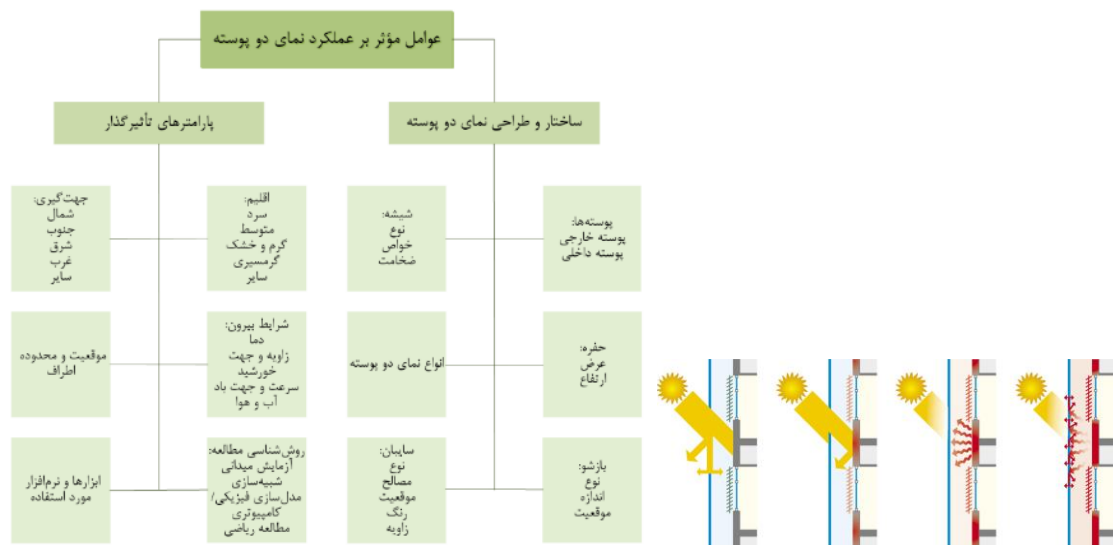 عوامل مؤثر بر عملکرد نمای دو پوسته
ساختار و طراحی نمای دو پوسته
پارامترهای تأثیرگذار
پوسته‌ها:
پوسته خارجی
پوسته داخلی
شیشه:
نوع
خواص
ضخامت
اقلیم:
سرد
متوسط
گرم و خشک
گرمسیری
سایر
جهت‌گیری:
شمال
جنوب
شرق
غرب
سایر
حفره:
عرض
ارتفاع
انواع نمای دو پوسته
شرایط بیرون:
دما
زاویه و جهت
خورشید
سرعت و جهت باد
آب و هوا
موقعیت و محدوده
اطراف
بازشو:
نوع
اندازه
موقعیت
سایبان:
نوع
مصالح
موقعیت
رنگ
زاویه
روش‌شناسی مطالعه:
آزمایش میدانی
شبیه‌سازی
مدل‌سازی فیزیکی/
کامپیوتری
مطالعه ریاضی
ابزارها و نرم‌افزار
مورد استفاده